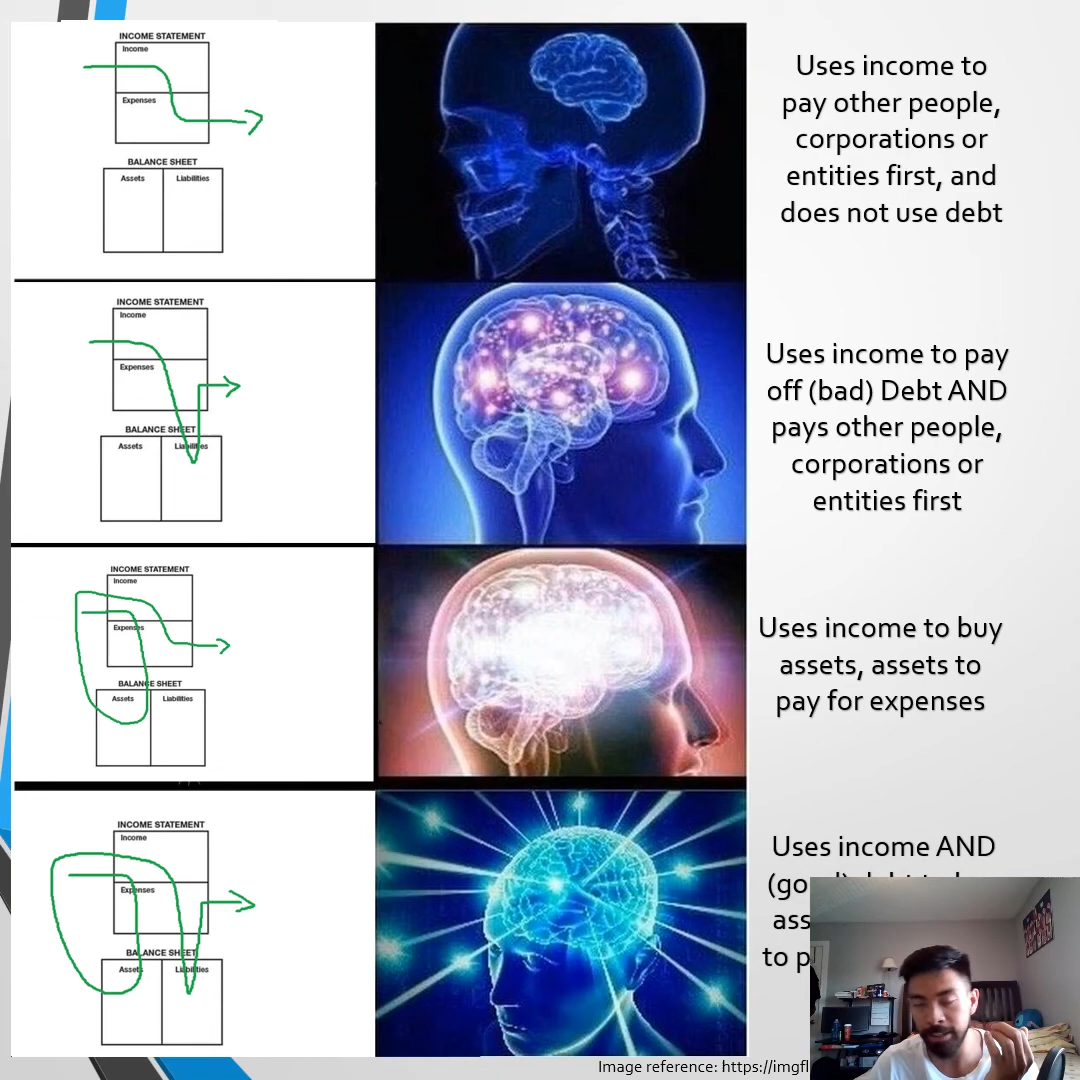 INCOME STATEMENT
Income
Expenses
BALANCE SHEET
Assets Liabilities
Uses income to
pay other people,
corporations or
entities first, and
does not use debt
INCOME STATEMENT
Income
Expenses
BALANCE SHEET
Assets Liabilities
Uses income to pay
off (bad) Debt AND
pays other people,
corporations or
entities first
INCOME STATEMENT
Income
Expenses
BALANCE SHEET
Assets Liabilities
Uses income to buy
assets, assets to
pay for expenses
INCOME STATEMENT
Income
Expenses
BALANCE SHEET
Assets Liabilities
Uses income AND
to
Image reference: https://imgfl